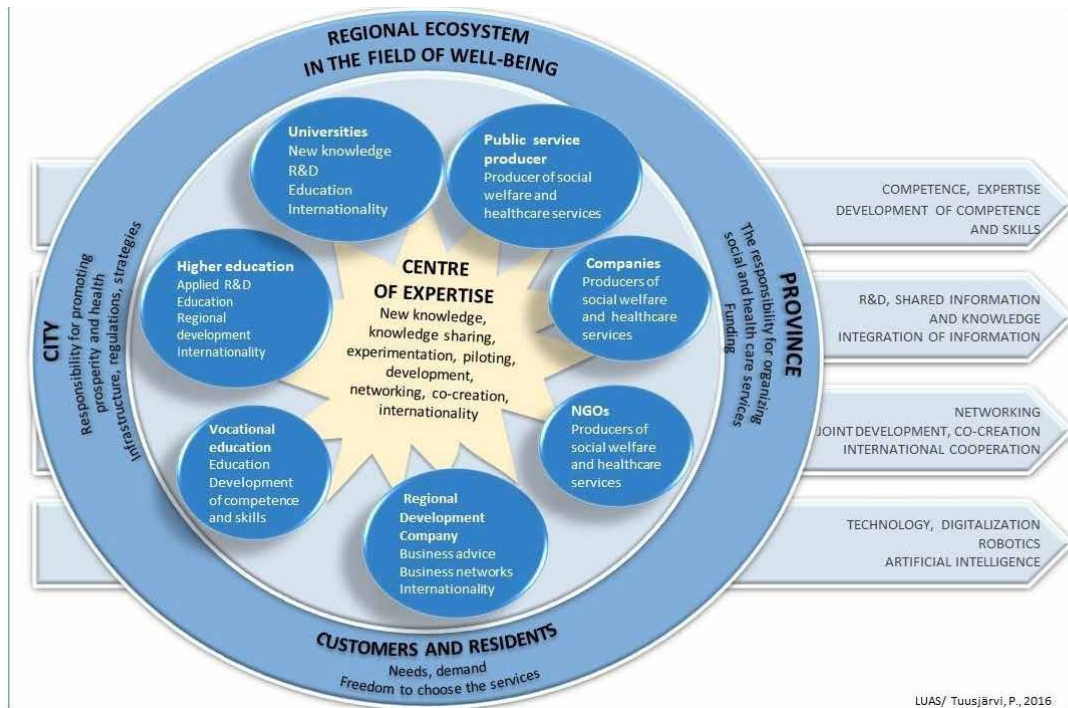 REGIONAL ECOSYSTEM
IN THE FIELD OF WELL-BEING
Universities
New knowledge
R&D
Education
Internationality
Public service
producer
Producer of social
welfare and
healthcare services
Higher education
Applied R&D
Education
Regional
development
Internationality
CENTRE
OF EXPERTISE
New knowledge,
knowledge sharing,
experimentation, piloting,
development,
networking, co-creation,
internationality
Companies
Producers of
social welfare
and healthcare
services
Vocational
education
Education
Development
of competence
and skills
NGOs
Producers of
social welfare
and healthcare
services
Regional
Development
Company
Business advice
Business networks
Internationality
CITY
Responsibility for promoting
prosperity and health
Infrastructure, regulations, strategies
PROVINCE
The responsibility for organizing
social and health care services
Funding
CUSTOMERS AND RESIDENTS
Needs, demand
Freedom to choose the services
COMPETENCE, EXPERTISE
DEVELOPMENT OF COMPETENCE
AND SKILLS
R&D, SHARED INFORMATION
AND KNOWLEDGE
INTEGRATION OF INFORMATION
NETWORKING
JOINT DEVELOPMENT, CO-CREATION
INTERNATIONAL COOPERATION
TECHNOLOGY, DIGITALIZATION
ROBOTICS
ARTIFICIAL INTELLIGENCE
LUAS/ Tuusjärvi, P., 2016